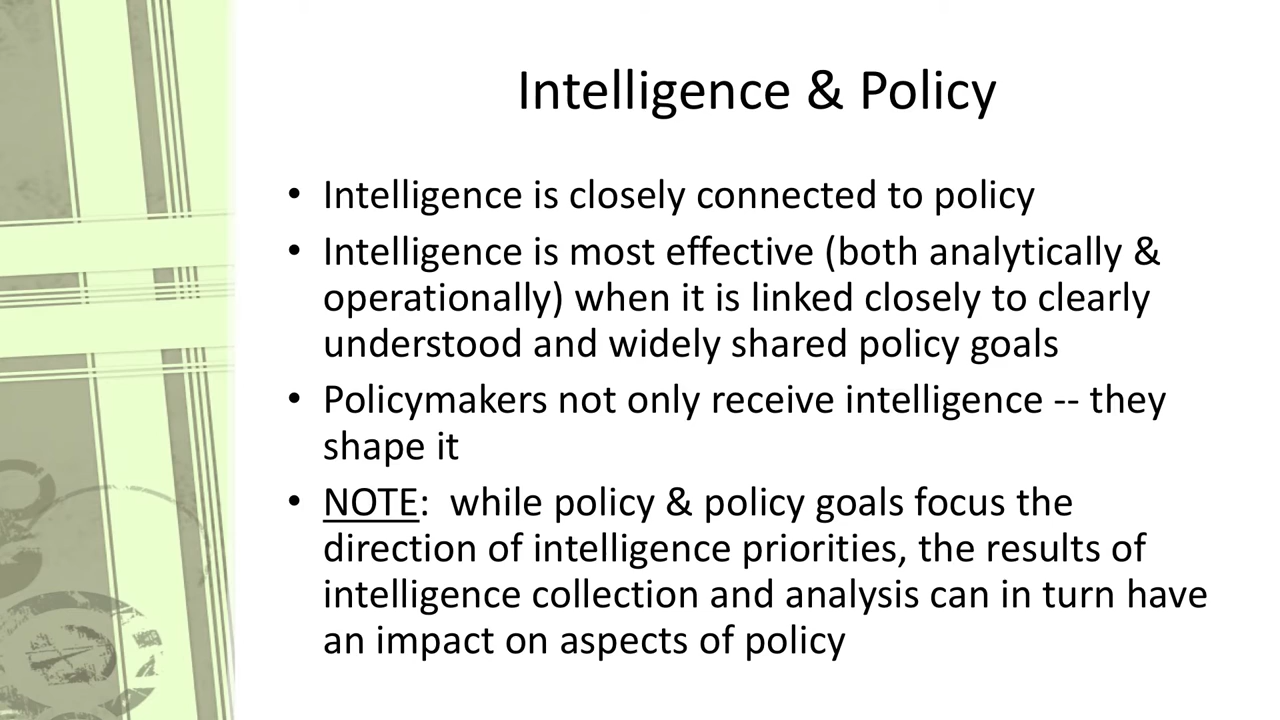 Intelligence & Policy
• Intelligence is closely connected to policy
• Intelligence is most effective (both analytically &
operationally) when it is linked closely to clearly
understood and widely shared policy goals
• Policymakers not only receive intelligence -- they
shape it
• NOTE:  while policy & policy goals focus the
direction of intelligence priorities, the results of
intelligence collection and analysis can in turn have
an impact on aspects of policy